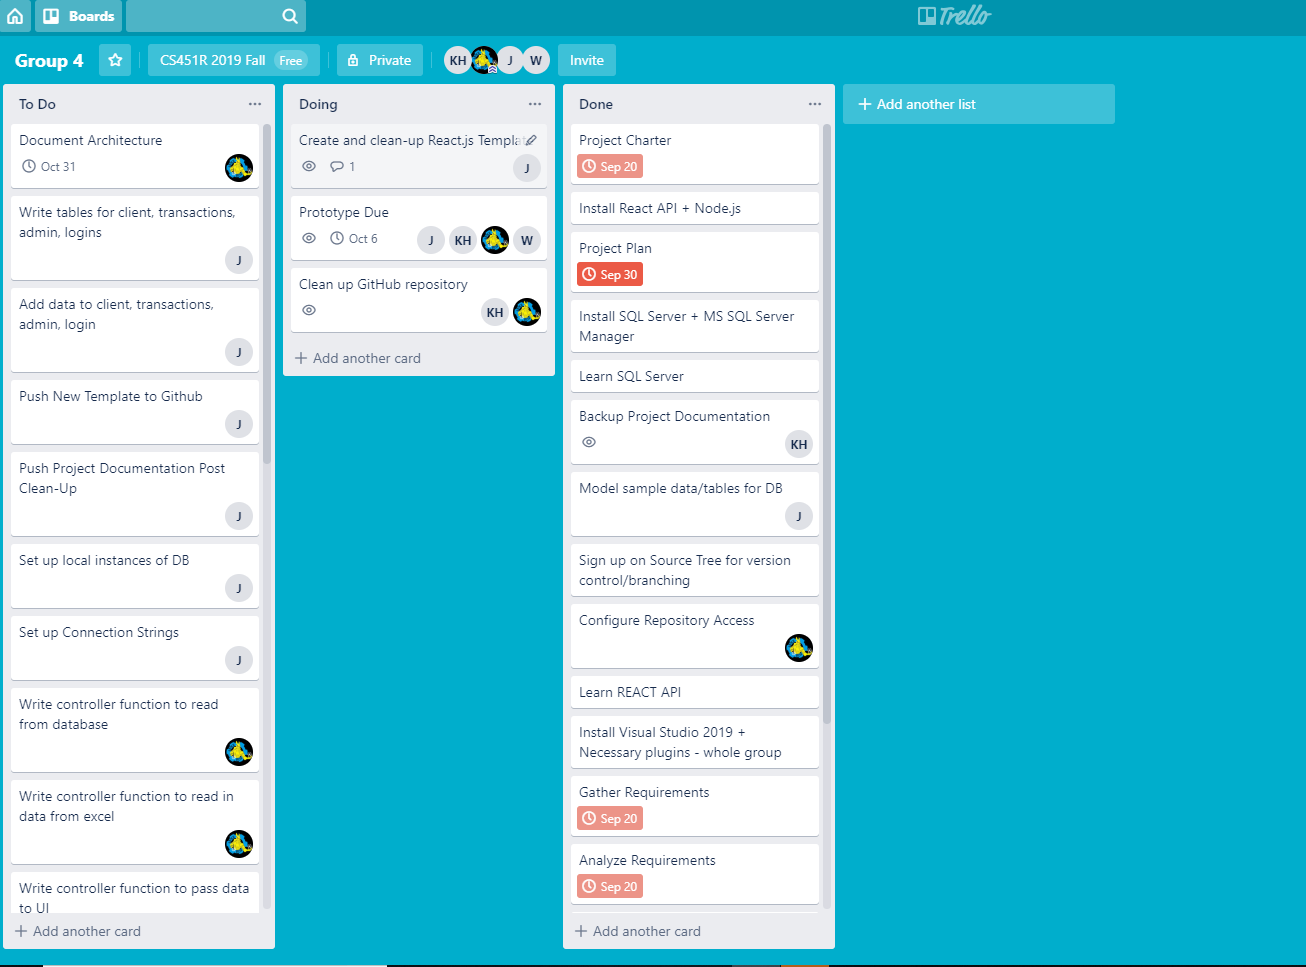 Boards
Trello
Group 4
CS451R 2019 Fall Free
Private
KH
J
W
Invite
To Do
Document Architecture
Oct 31
Write tables for client, transactions,
admin, logins
J
Add data to client, transactions,
admin, login
J
Push New Template to Github
J
Push Project Documentation Post
Clean-Up
J
Set up local instances of DB
J
Set up Connection Strings
J
Write controller function to read
from database
Write controller function to read in
data from excel
Write controller function to pass data
to UI
+ Add another card
Doing
Create and clean-up React.js Templa
1
J
Prototype Due
Oct 6
J KH W
Clean up GitHub repository
KH
+ Add another card
Done
Project Charter
Sep 20
Install React API + Node.js
Project Plan
Sep 30
Install SQL Server + MS SQL Server
Manager
Learn SQL Server
Backup Project Documentation
KH
Model sample data/tables for DB
J
Sign up on Source Tree for version
control/branching
Configure Repository Access
Learn REACT API
Install Visual Studio 2019 +
Necessary plugins - whole group
Gather Requirements
Sep 20
Analyze Requirements
Sep 20
+ Add another card
+ Add another list